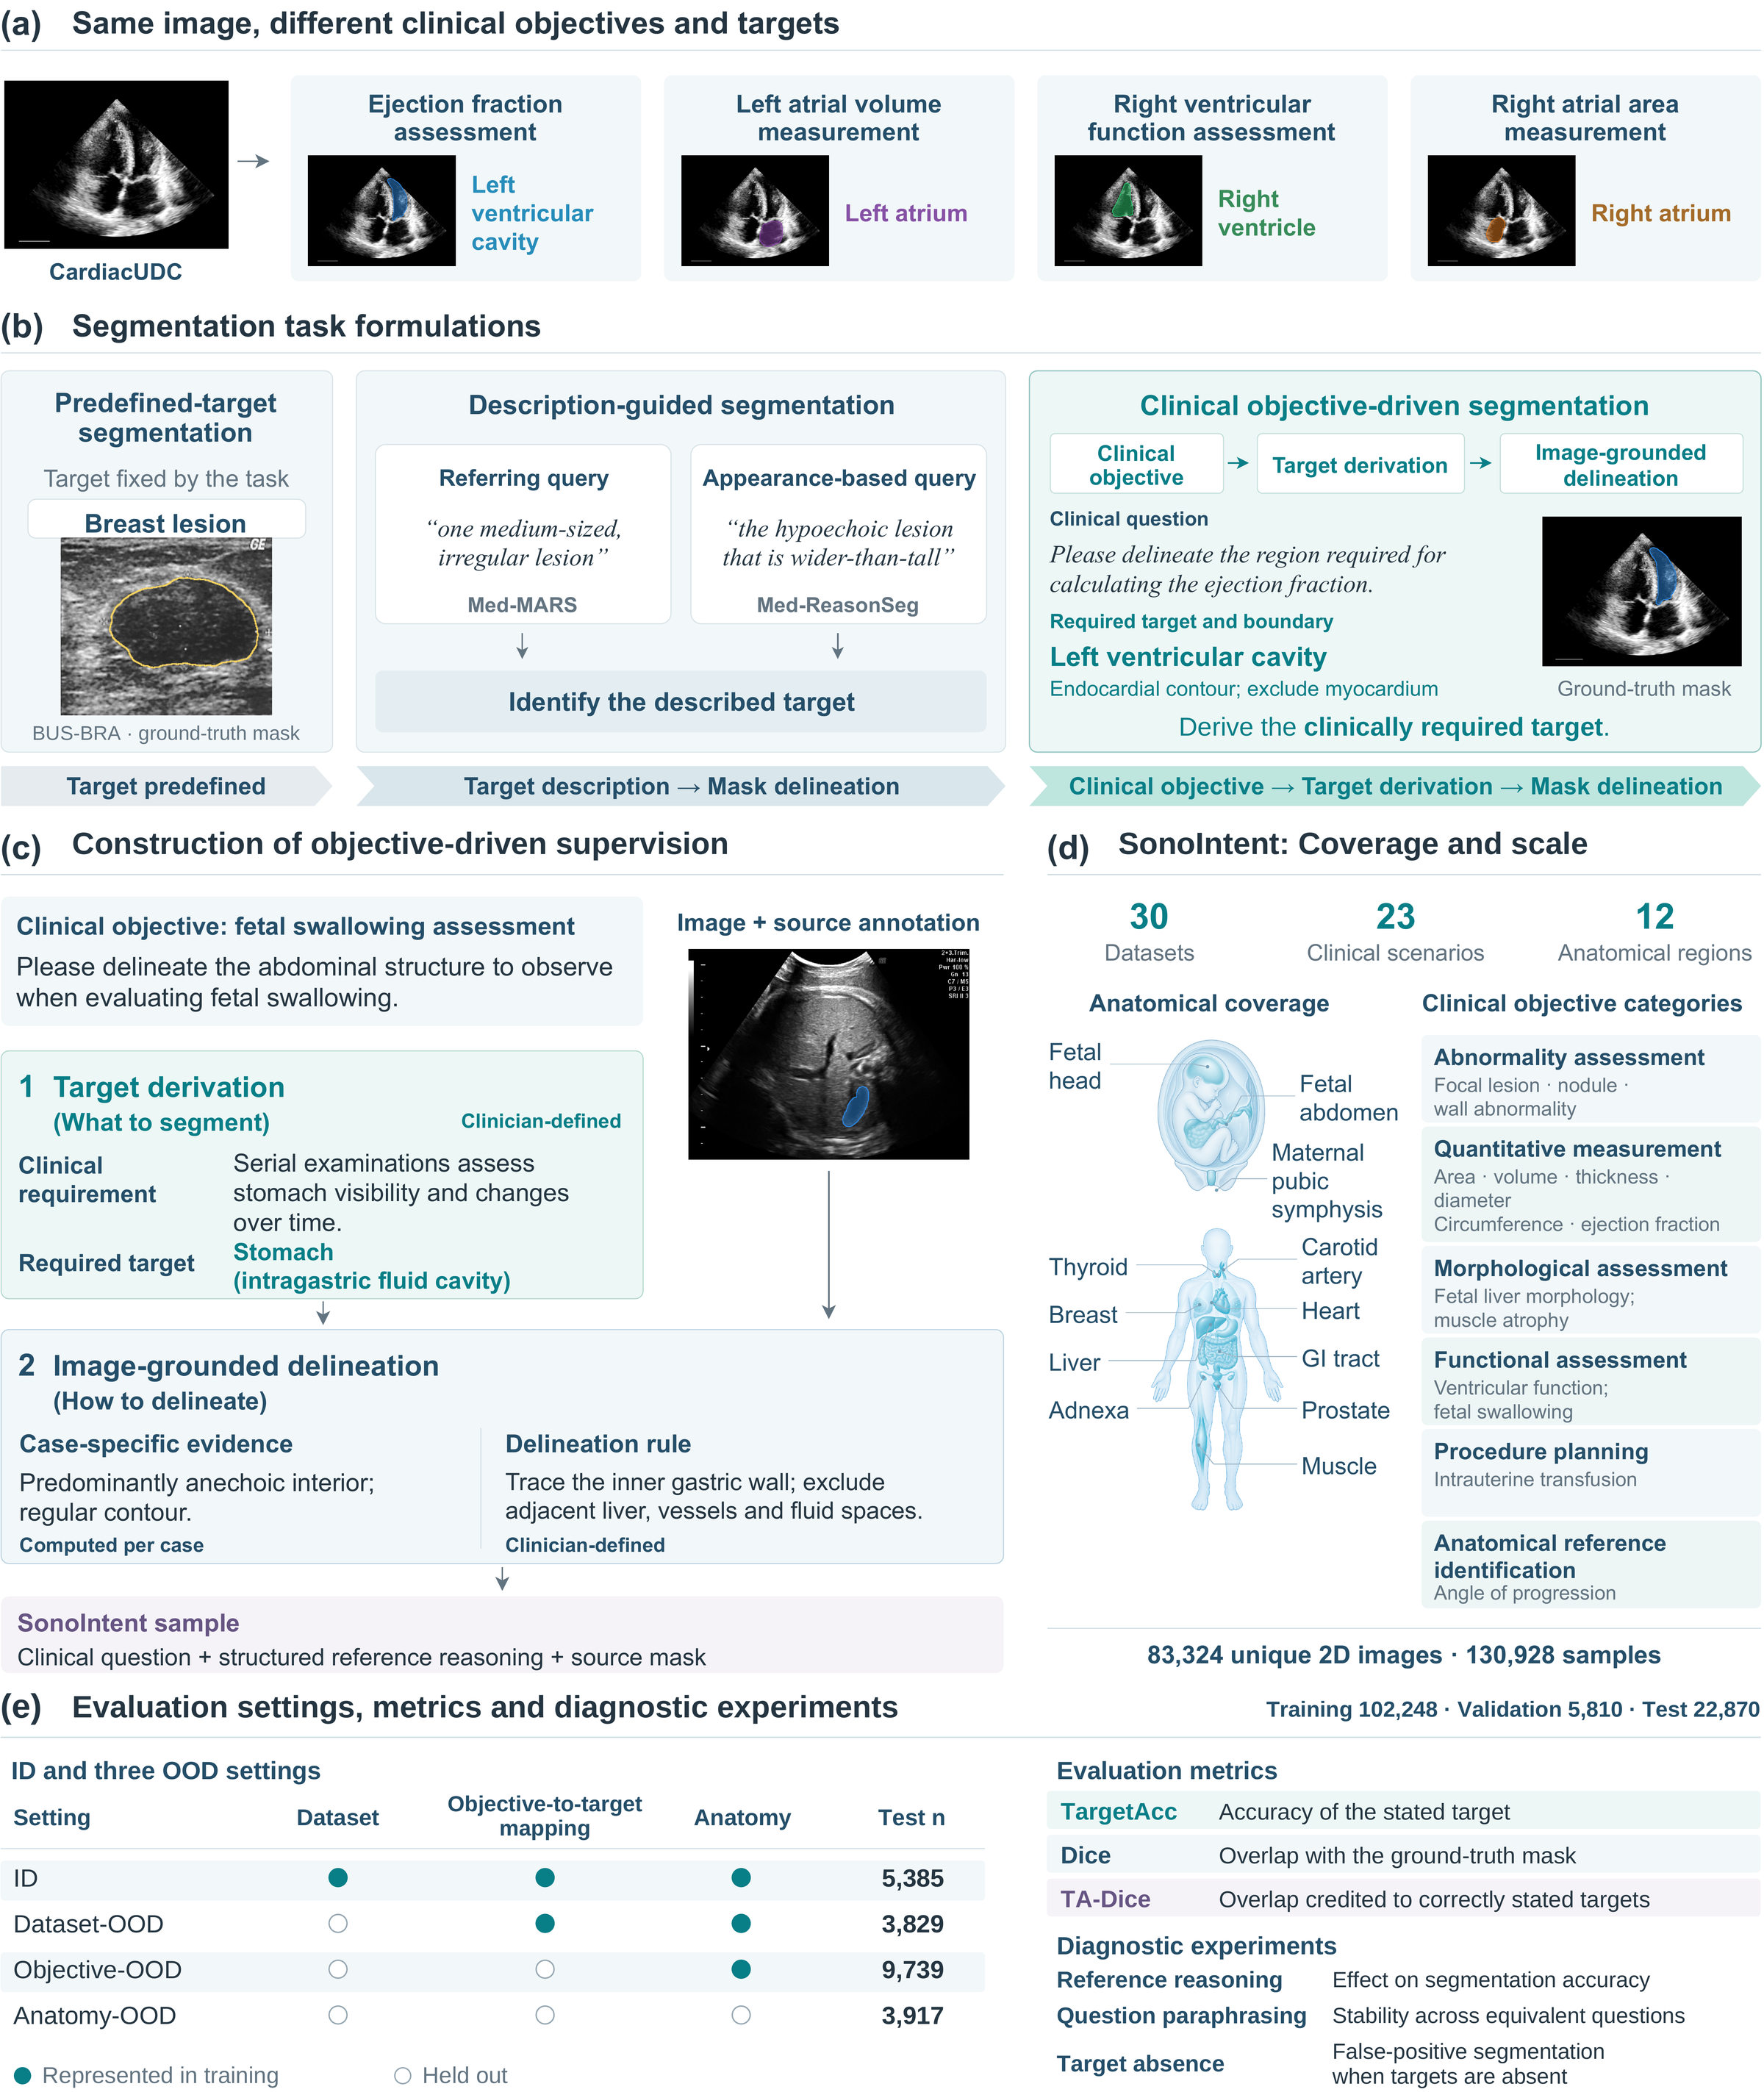 (a) Same image, different clinical objectives and targets
CardiacUDC
Ejection fraction
assessment
Left
ventricular
cavity
Left atrial volume
measurement
Left atrium
Right ventricular
function assessment
Right
ventricle
Right atrial area
measurement
Right atrium
(b) Segmentation task formulations
Predefined-target
segmentation
Target fixed by the task
Breast lesion
GE
BUS-BRA · ground-truth mask
Description-guided segmentation
Referring query
“one medium-sized,
irregular lesion”
Med-MARS
Appearance-based query
“the hypoechoic lesion
that is wider-than-tall”
Med-ReasonSeg
Identify the described target
Clinical objective-driven segmentation
Clinical
objective
Target derivation
Image-grounded
delineation
Clinical question
Please delineate the region required for
calculating the ejection fraction.
Required target and boundary
Left ventricular cavity
Endocardial contour; exclude myocardium
Ground-truth mask
Derive the clinically required target.
Target predefined
Target description → Mask delineation
Clinical objective → Target derivation → Mask delineation
(c) Construction of objective-driven supervision
Clinical objective: fetal swallowing assessment
Please delineate the abdominal structure to observe
when evaluating fetal swallowing.
Image + source annotation
2+3.Trim.
Har-low
Pwr 100 %
Gn 13
C7 / M5
P3 / E3
SRI II 3
1 Target derivation
(What to segment)
Clinician-defined
Clinical
requirement
Serial examinations assess
stomach visibility and changes
over time.
Required target
Stomach
(intragastric fluid cavity)
2 Image-grounded delineation
(How to delineate)
Case-specific evidence
Predominantly anechoic interior;
regular contour.
Computed per case
Delineation rule
Trace the inner gastric wall; exclude
adjacent liver, vessels and fluid spaces.
Clinician-defined
SonoIntent sample
Clinical question + structured reference reasoning + source mask
(d) SonoIntent: Coverage and scale
30
Datasets
23
Clinical scenarios
12
Anatomical regions
Anatomical coverage
Fetal
head
Fetal
abdomen
Maternal
pubic
symphysis
Thyroid
Carotid
artery
Breast
Heart
Liver
GI tract
Adnexa
Prostate
Muscle
Clinical objective categories
Abnormality assessment
Focal lesion · nodule ·
wall abnormality
Quantitative measurement
Area · volume · thickness ·
diameter
Circumference · ejection fraction
Morphological assessment
Fetal liver morphology;
muscle atrophy
Functional assessment
Ventricular function;
fetal swallowing
Procedure planning
Intrauterine transfusion
Anatomical reference
identification
Angle of progression
83,324 unique 2D images · 130,928 samples
Training 102,248 · Validation 5,810 · Test 22,870
(e) Evaluation settings, metrics and diagnostic experiments
ID and three OOD settings
Setting Dataset Objective-to-target
mapping Anatomy Test n
ID 5,385
Dataset-OOD 3,829
Objective-OOD 9,739
Anatomy-OOD 3,917
Represented in training Held out
Evaluation metrics
TargetAcc Accuracy of the stated target
Dice Overlap with the ground-truth mask
TA-Dice Overlap credited to correctly stated targets
Diagnostic experiments
Reference reasoning Effect on segmentation accuracy
Question paraphrasing Stability across equivalent questions
Target absence False-positive segmentation
when targets are absent